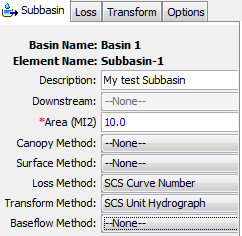 Subbasin Loss Transform Options
Basin Name: Basin 1
Element Name: Subbasin-1
Description: My test Subbasin
Downstream: --None--
*Area (MI2) 10.0
Canopy Method: --None--
Surface Method: --None--
Loss Method: SCS Curve Number
Transform Method: SCS Unit Hydrograph
Baseflow Method: --None--